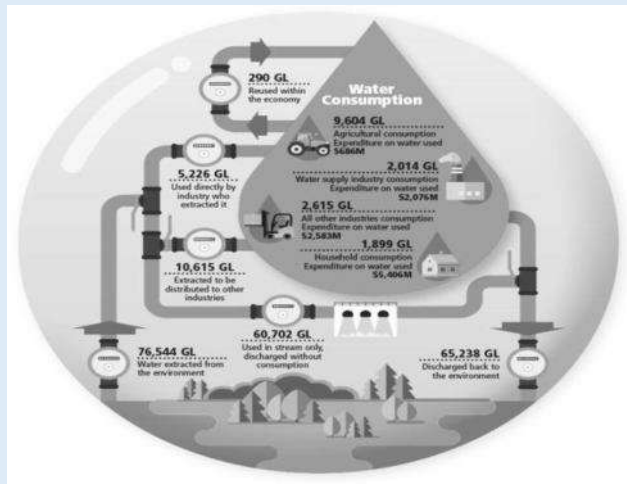 290 GL
Reused within
the economy
Water
Consumption
9,604 GL
Agricultural consumption
Expenditure on water used
$686M
5,226 GL
Used directly by
industry who
extracted it
2,014 GL
Water supply industry consumption
Expenditure on water used
$2,076M
2,615 GL
All other industries consumption
Expenditure on water used
$2,583M
1,899 GL
Household consumption
Expenditure on water used
$5,406M
10,615 GL
Extracted to be
distributed to other
industries
60,702 GL
Used in stream only,
discharged without
consumption
76,544 GL
Water extracted from
the environment
65,238 GL
Discharged back to
the environment